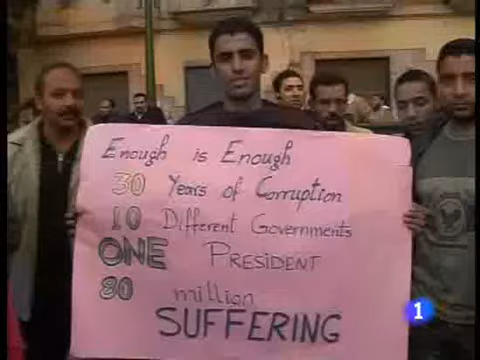 Enough is Enough
30 Years of Corruption
10 Different Governments
ONE PRESIDENT
80 million
SUFFERING
1